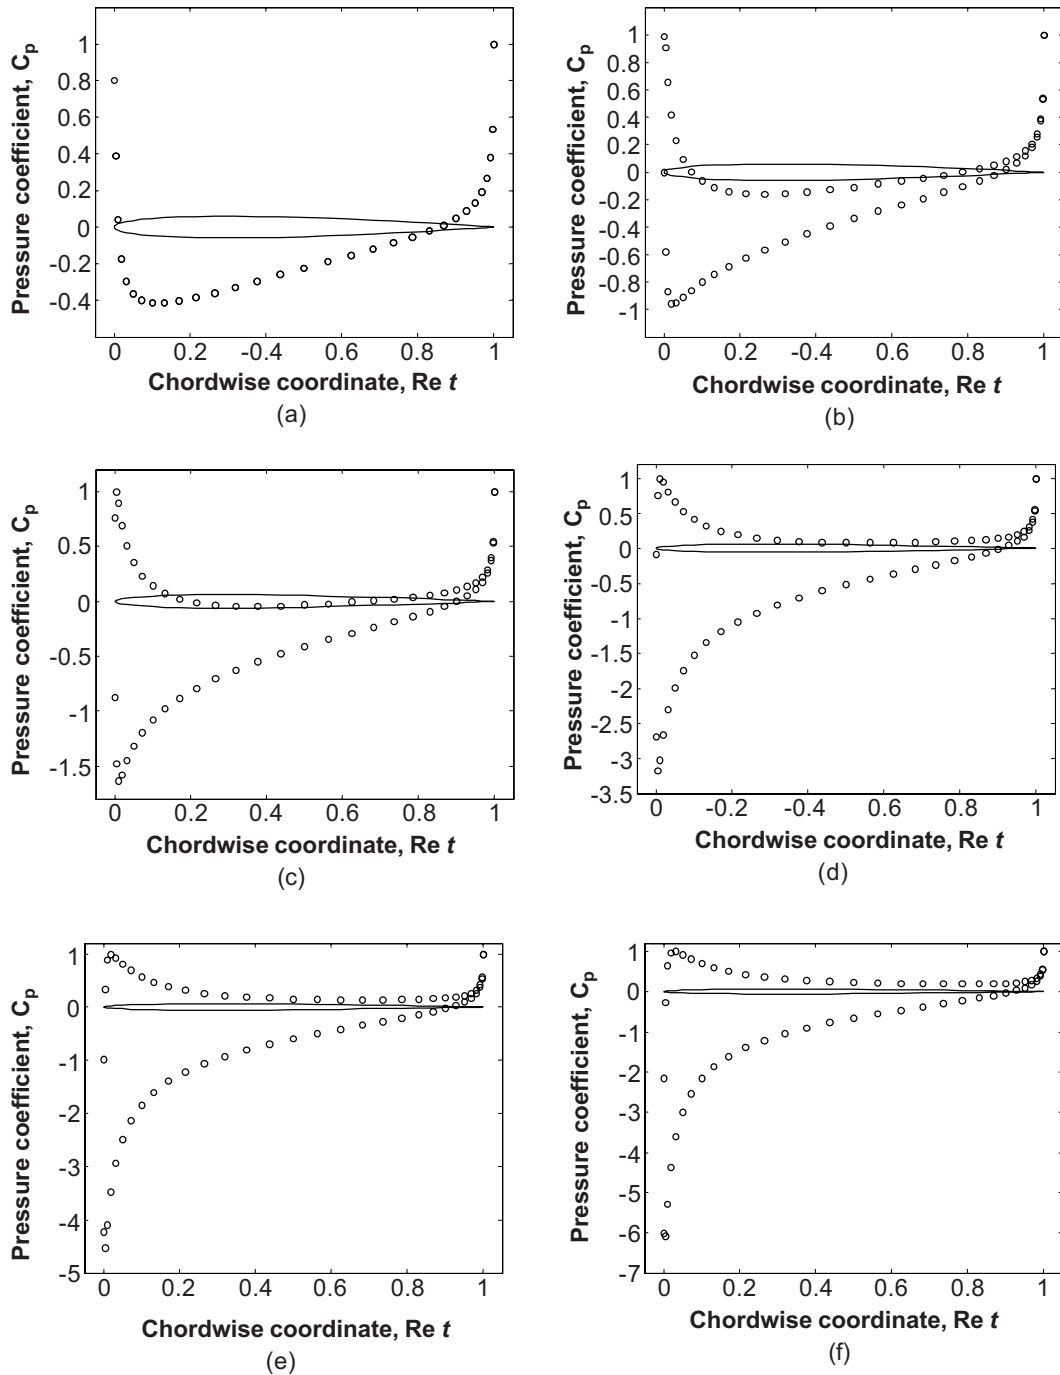 Pressure coefficient, Cp
1
0.8
0.6
0.4
0.2
0
-0.2
-0.4
0 0.2 -0.4 0.6 0.8 1
Chordwise coordinate, Re t
(a)
Pressure coefficient, Cp
1
0.8
0.6
0.4
0.2
0
-0.2
-0.4
-0.6
-0.8
-1
0 0.2 -0.4 0.6 0.8 1
Chordwise coordinate, Re t
(b)
Pressure coefficient, Cp
1
0.5
0
-0.5
-1
-1.5
0 0.2 0.4 0.6 0.8 1
Chordwise coordinate, Re t
(c)
Pressure coefficient, Cp
1
0.5
0
-0.5
-1
-1.5
-2
-2.5
-3
-3.5
0 -0.2 -0.4 0.6 0.8 1
Chordwise coordinate, Re t
(d)
Pressure coefficient, Cp
1
0
-1
-2
-3
-4
-5
0 0.2 0.4 0.6 0.8 1
Chordwise coordinate, Re t
(e)
Pressure coefficient, Cp
1
0
-1
-2
-3
-4
-5
-6
-7
0 0.2 0.4 0.6 0.8 1
Chordwise coordinate, Re t
(f)